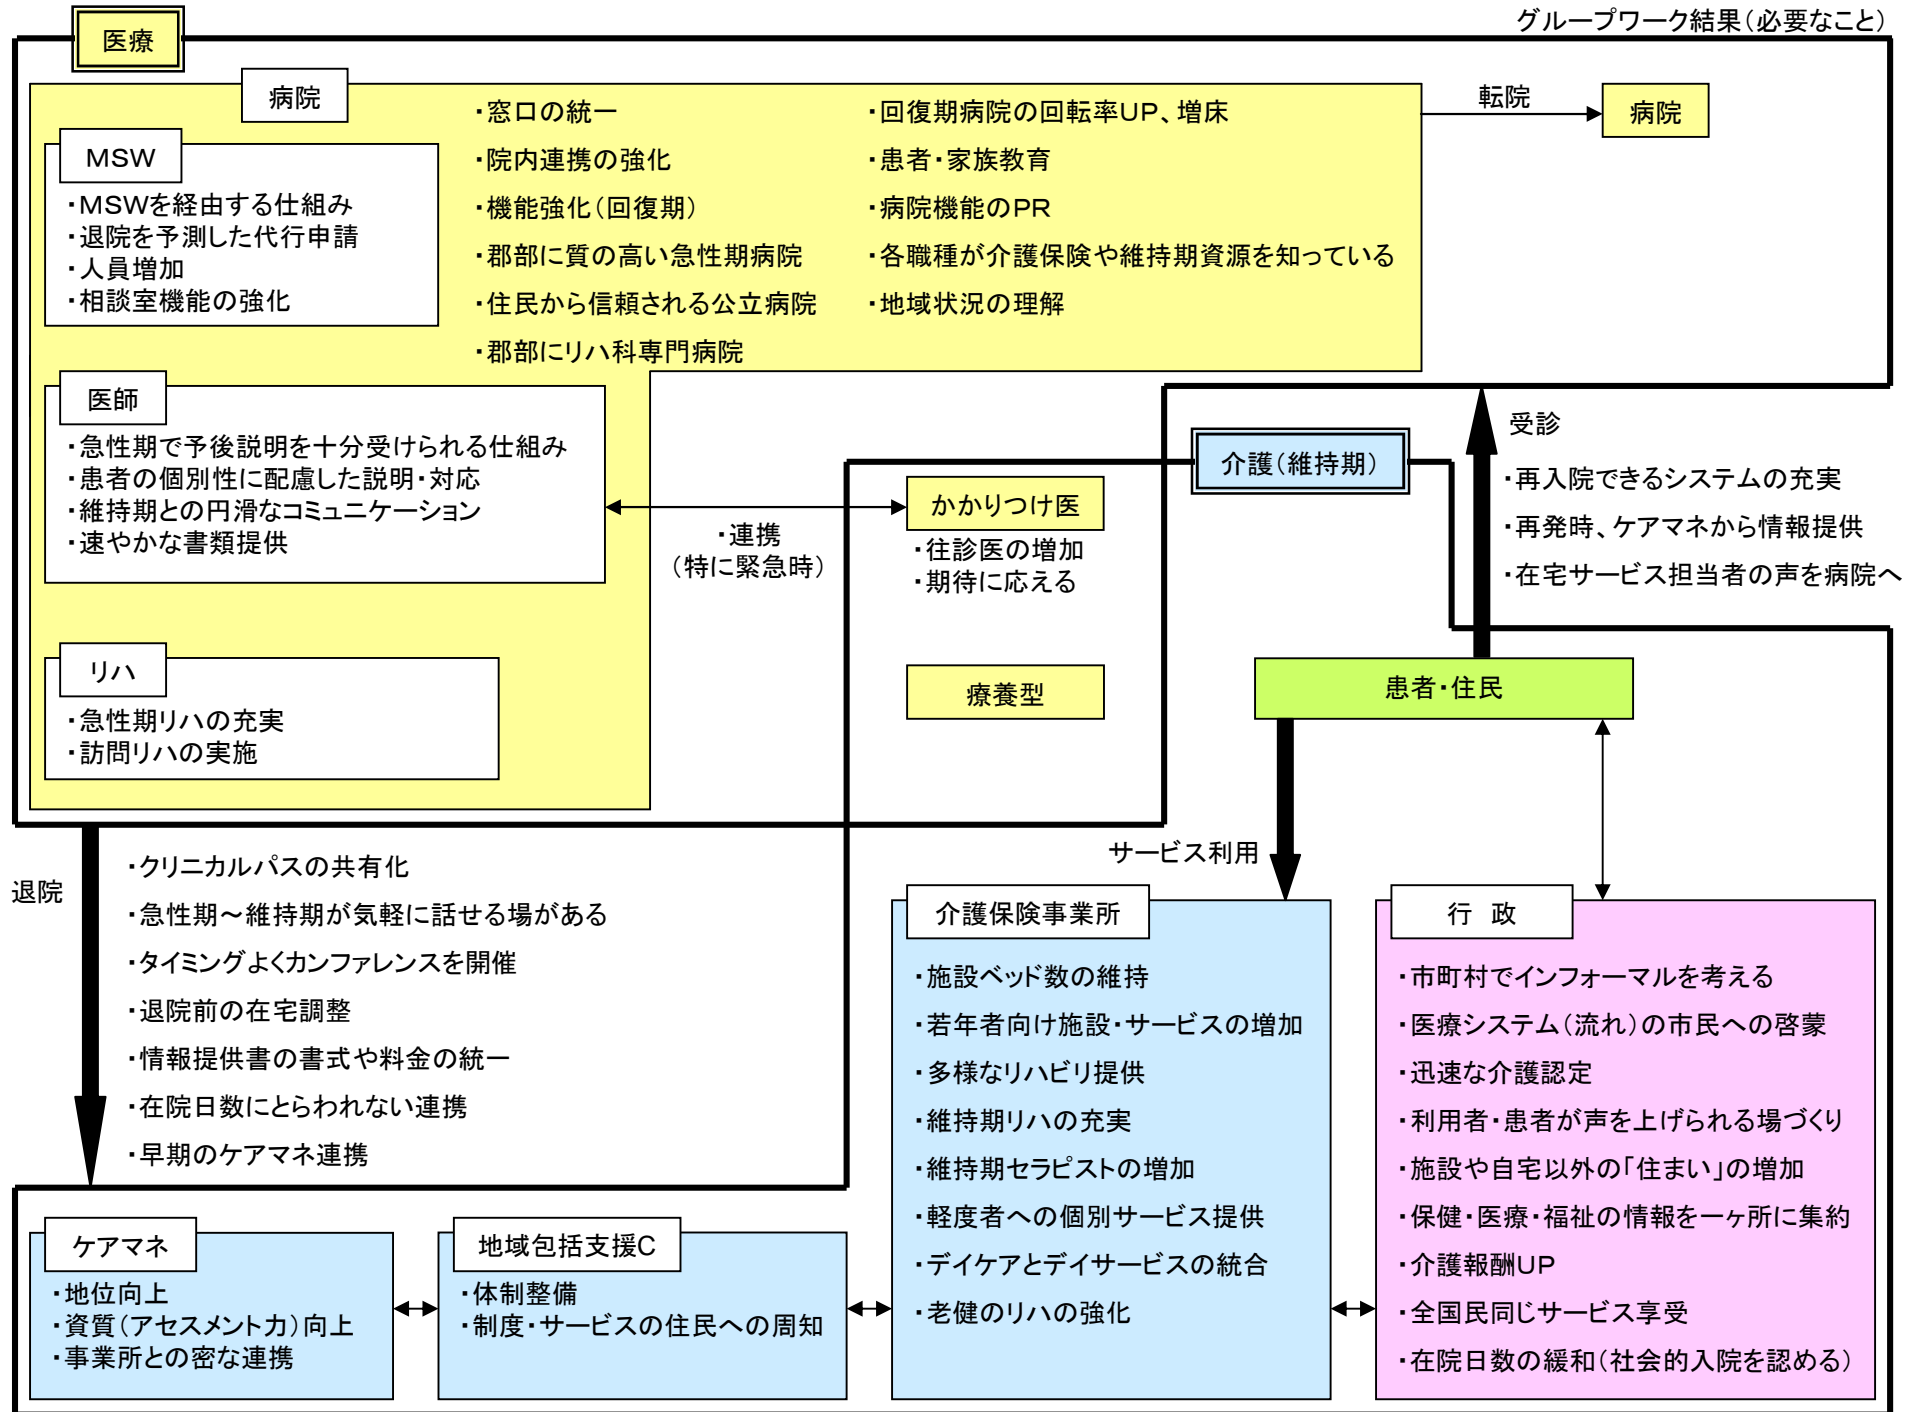 グループワーク結果（必要なこと）
医療
病院
・窓口の統一
・院内連携の強化
・機能強化（回復期）
・郡部に質の高い急性期病院
・住民から信頼される公立病院
・郡部にリハ科専門病院
・回復期病院の回転率UP、増床
・患者・家族教育
・病院機能のPR
・各職種が介護保険や維持期資源を知っている
・地域状況の理解
転院
病院
MSW
・MSWを経由する仕組み
・退院を予測した代行申請
・人員増加
・相談室機能の強化
医師
・急性期で予後説明を十分受けられる仕組み
・患者の個別性に配慮した説明・対応
・維持期との円滑なコミュニケーション
・速やかな書類提供
・連携
（特に緊急時）
リハ
・急性期リハの充実
・訪問リハの実施
介護（維持期）
かかりつけ医
・往診医の増加
・期待に応える
療養型
受診
・再入院できるシステムの充実
・再発時、ケアマネから情報提供
・在宅サービス担当者の声を病院へ
患者・住民
サービス利用
退院
・クリニカルパスの共有化
・急性期～維持期が気軽に話せる場がある
・タイミングよくカンファレンスを開催
・退院前の在宅調整
・情報提供書の書式や料金の統一
・在院日数にとらわれない連携
・早期のケアマネ連携
ケアマネ
・地位向上
・資質（アセスメント力）向上
・事業所との密な連携
地域包括支援C
・体制整備
・制度・サービスの住民への周知
介護保険事業所
・施設ベッド数の維持
・若年者向け施設・サービスの増加
・多様なリハビリ提供
・維持期リハの充実
・維持期セラピストの増加
・軽度者への個別サービス提供
・デイケアとデイサービスの統合
・老健のリハの強化
行 政
・市町村でインフォーマルを考える
・医療システム（流れ）の市民への啓蒙
・迅速な介護認定
・利用者・患者が声を上げられる場づくり
・施設や自宅以外の「住まい」の増加
・保健・医療・福祉の情報を一ヶ所に集約
・介護報酬UP
・全国民同じサービス享受
・在院日数の緩和（社会的入院を認める）